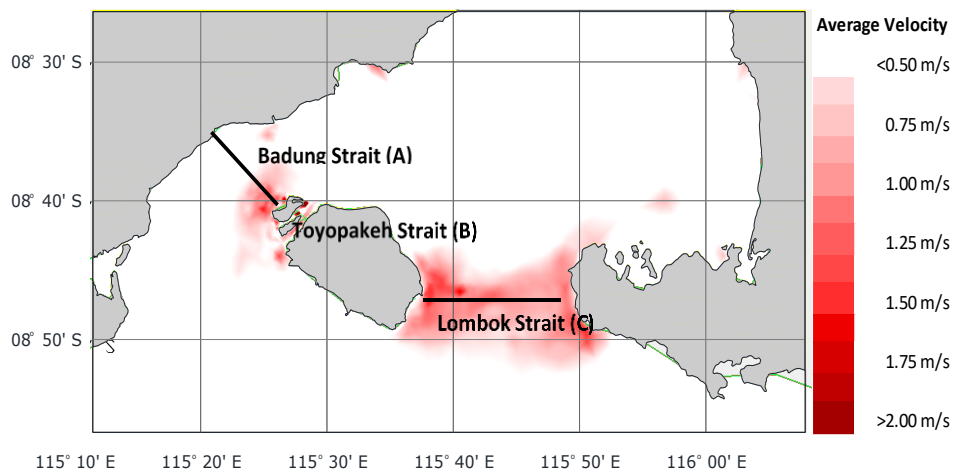 Average Velocity
08° 30' S
<0.50 m/s
0.75 m/s
Badung Strait (A)
08° 40' S
1.00 m/s
Toyopakeh Strait (B)
1.25 m/s
1.50 m/s
Lombok Strait (C)
08° 50' S
1.75 m/s
>2.00 m/s
115° 10' E
115° 20' E
115° 30' E
115° 40' E
115° 50' E
116° 00' E